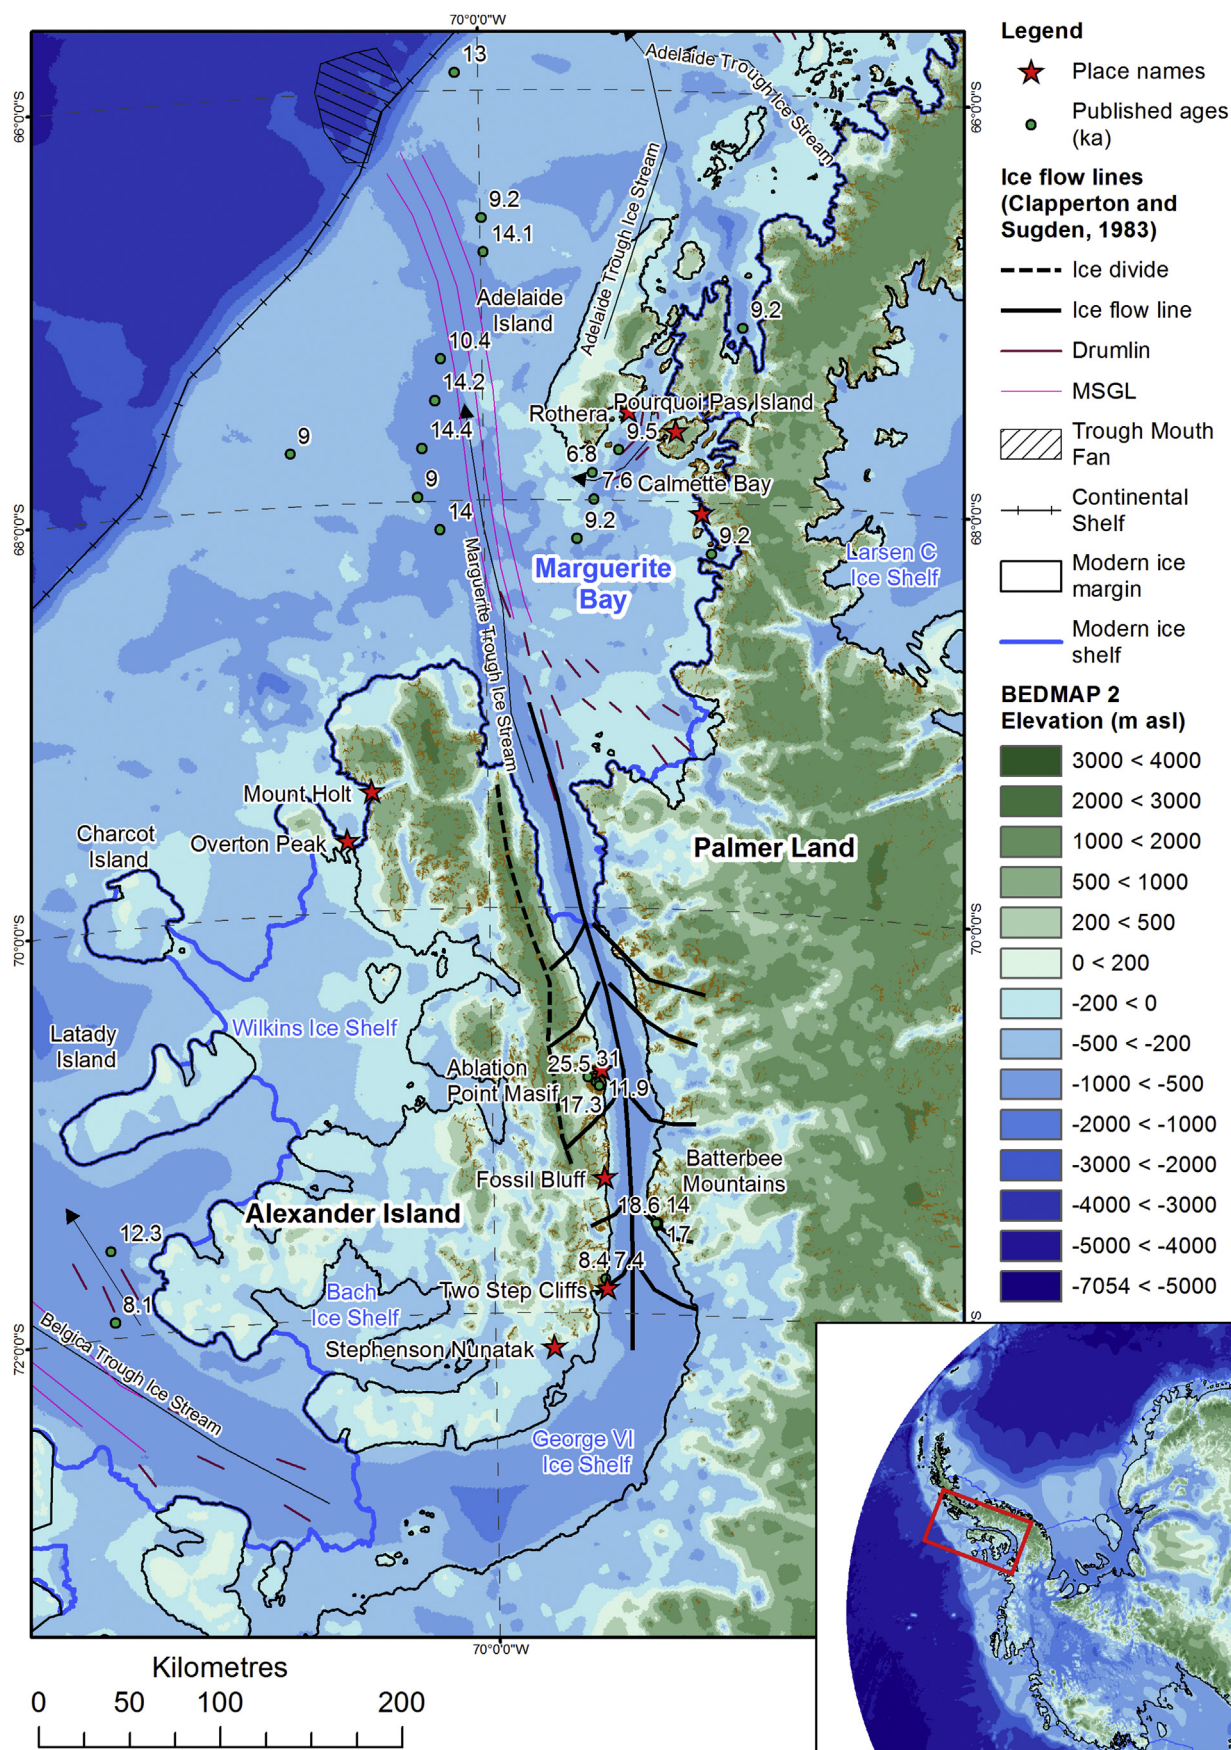 70°0'0"W
13
Adelaide Trough Ice Stream
66°0'0"S
66°0'0"S
9.2
14.1
Adelaide Trough Ice Stream
Adelaide
Island
9.2
10.4
14.2
Rothera
Pourquoi Pas Island
14.4
9.5
9
6.8
7.6
Calmette Bay
9
14
9.2
9.2
68°0'0"S
68°0'0"S
Marguerite
Bay
Larsen C
Ice Shelf
Marguerite Trough Ice Stream
Mount Holt
Overton Peak
Charcot
Island
Palmer Land
70°0'0"S
70°0'0"S
Wilkins Ice Shelf
Latady
Island
Ablation
Point Masif
25.5
31
11.9
17.3
Fossil Bluff
Batterbee
Mountains
Alexander Island
18.6
14
17
12.3
8.4
7.4
Two Step Cliffs
8.1
Bach
Ice Shelf
Stephenson Nunatak
72°0'0"S
Belgica Trough Ice Stream
George VI
Ice Shelf
70°0'0"W
Kilometres
0
50
100
200
Legend
Place names
Published ages
(ka)
Ice flow lines
(Clapperton and
Sugden, 1983)
Ice divide
Ice flow line
Drumlin
MSGL
Trough Mouth
Fan
Continental
Shelf
Modern ice
margin
Modern ice
shelf
BEDMAP 2
Elevation (m asl)
3000 < 4000
2000 < 3000
1000 < 2000
500 < 1000
200 < 500
0 < 200
-200 < 0
-500 < -200
-1000 < -500
-2000 < -1000
-3000 < -2000
-4000 < -3000
-5000 < -4000
-7054 < -5000